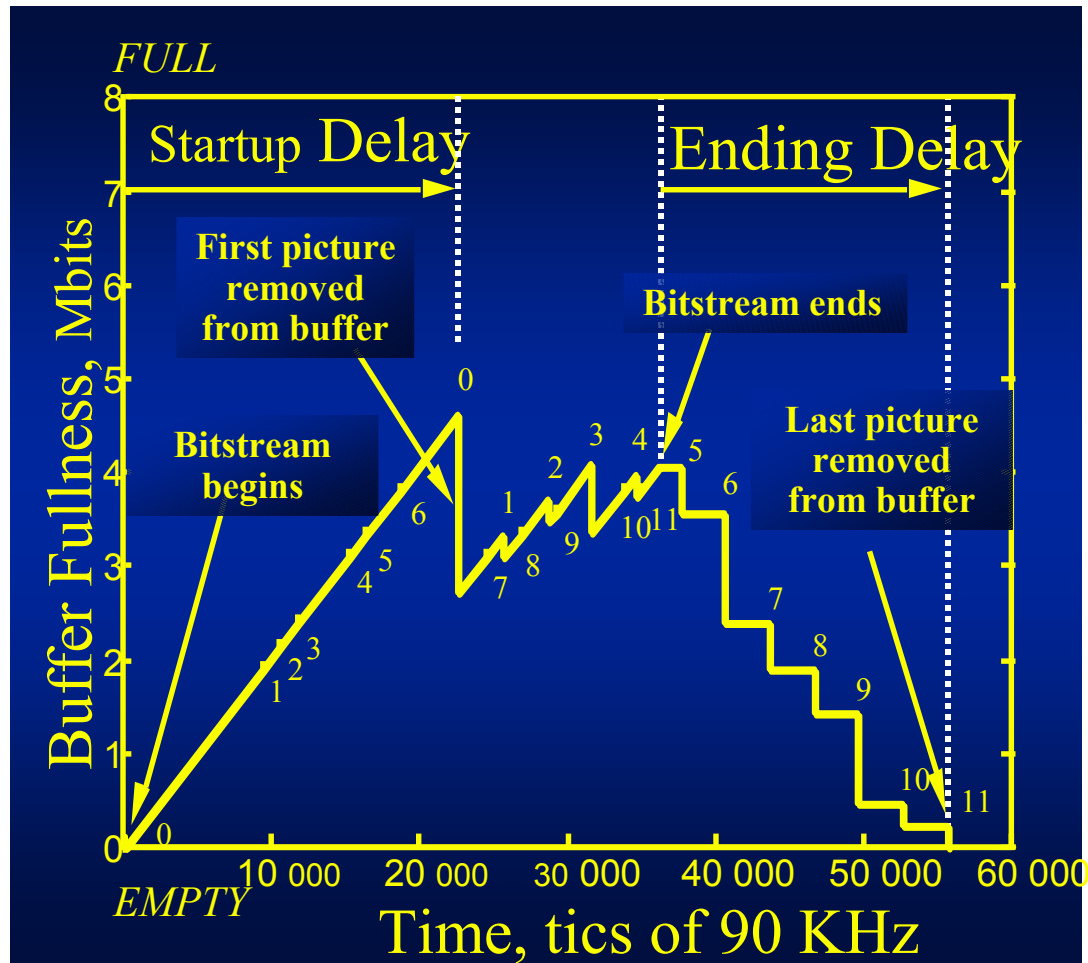 FULL
8
Startup Delay
Ending Delay
7
First picture
removed
from buffer
6
Bitstream ends
5
0
Last picture
removed
from buffer
Bitstream
begins
3
4
5
4
2
6
6
1
10
11
5
9
4
8
3
7
7
3
8
2
2
1
9
10
11
1
0
0
Buffer Fullness, Mbits
10 000
20 000
30 000
40 000
50 000
60 000
EMPTY
Time, tics of 90 KHz